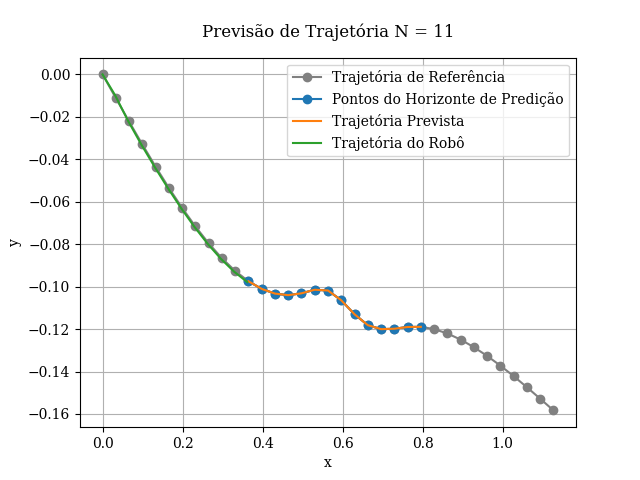 Previsão de Trajetória N = 11
Trajetória de Referência
Pontos do Horizonte de Predição
Trajetória Prevista
Trajetória do Robô
y
0.00
−0.02
−0.04
−0.06
−0.08
−0.10
−0.12
−0.14
−0.16
0.0 0.2 0.4 0.6 0.8 1.0
x